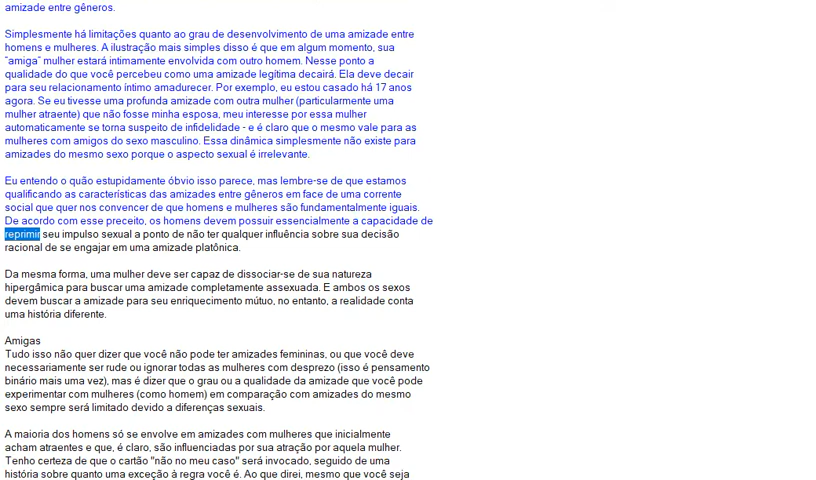 amizade entre gêneros.
Simplesmente há limitações quanto ao grau de desenvolvimento de uma amizade entre
homens e mulheres. A ilustração mais simples disso é que em algum momento, sua
"amiga" mulher estará intimamente envolvida com outro homem. Nesse ponto a
qualidade do que você percebeu como uma amizade legítima decairá. Ela deve decair
para seu relacionamento íntimo amadurecer. Por exemplo, eu estou casado há 17 anos
agora. Se eu tivesse uma profunda amizade com outra mulher (particularmente uma
mulher atraente) que não fosse minha esposa, meu interesse por essa mulher
automaticamente se torna suspeito de infidelidade - e é claro que o mesmo vale para as
mulheres com amigos do sexo masculino. Essa dinâmica simplesmente não existe para
amizades do mesmo sexo porque o aspecto sexual é irrelevante.
Eu entendo o quão estupidamente óbvio isso parece, mas lembre-se de que estamos
qualificando as características das amizades entre gêneros em face de uma corrente
social que quer nos convencer de que homens e mulheres são fundamentalmente iguais.
De acordo com esse preceito, os homens devem possuir essencialmente a capacidade de
reprimir seu impulso sexual a ponto de não ter qualquer influência sobre sua decisão
racional de se engajar em uma amizade platônica.
Da mesma forma, uma mulher deve ser capaz de dissociar-se de sua natureza
hipergâmica para buscar uma amizade completamente assexuada. E ambos os sexos
devem buscar a amizade para seu enriquecimento mútuo, no entanto, a realidade conta
uma história diferente.
Amigas
Tudo isso não quer dizer que você não pode ter amizades femininas, ou que você deve
necessariamente ser rude ou ignorar todas as mulheres com desprezo (isso é pensamento
binário mais uma vez), mas é dizer que o grau ou a qualidade da amizade que você pode
experimentar com mulheres (como homem) em comparação com amizades do mesmo
sexo sempre será limitado devido a diferenças sexuais.
A maioria dos homens só se envolve em amizades com mulheres que inicialmente
acham atraentes e que, é claro, são influenciadas por sua atração por aquela mulher.
Tenho certeza de que o cartão "não no meu caso" será invocado, seguido de uma
história sobre quanto uma exceção à regra você é. Ao que direi, mesmo que você seja